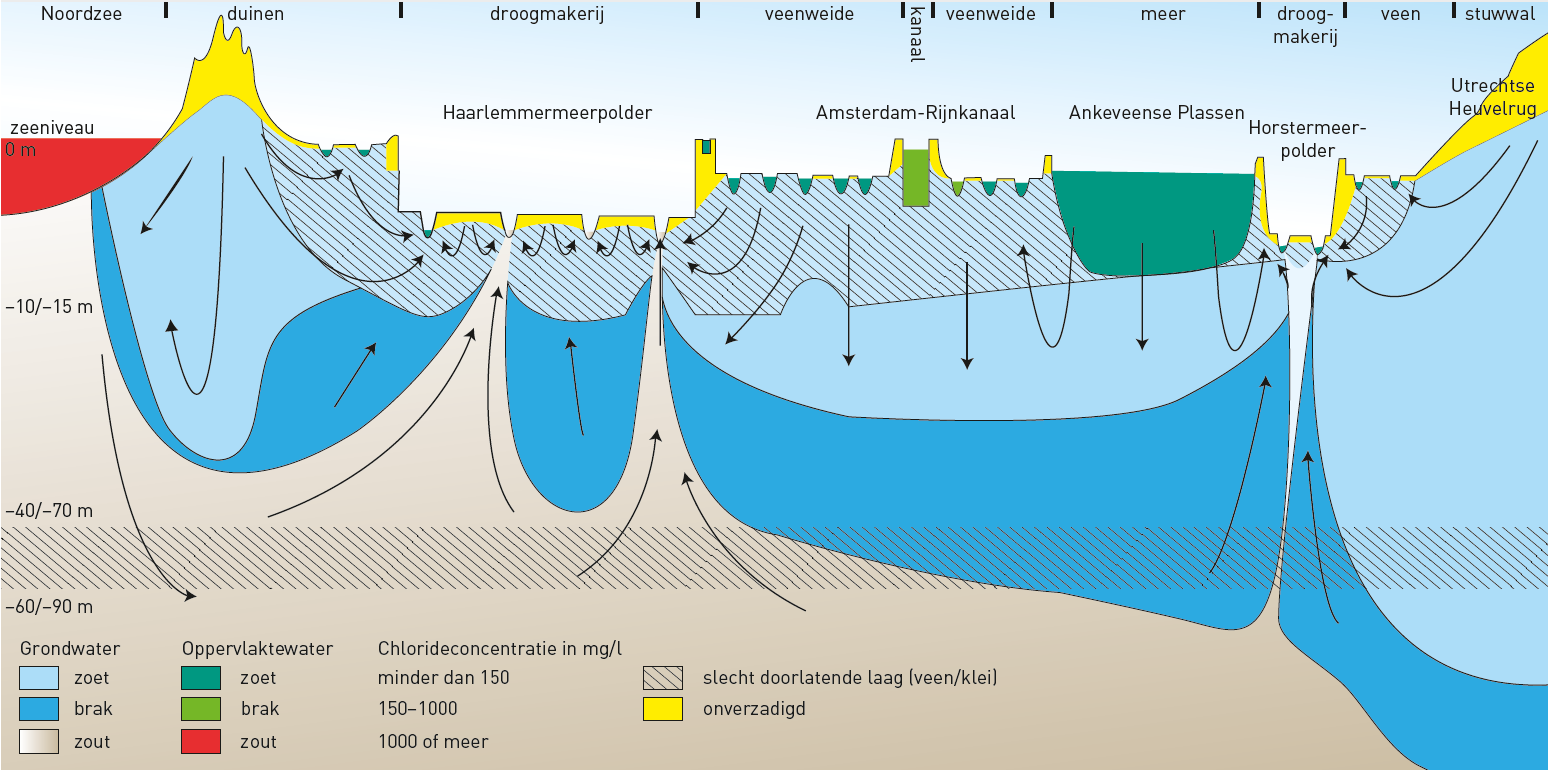 Noordzee
duinen
droogmakerij
veenweide
kanaal
veenweide
meer
droog-
makerij
veen
stuwwal
Haarlemmermeerpolder
Amsterdam-Rijnkanaal
Ankeveense Plassen
Horstermeer-
polder
Utrechtse
Heuvelrug
zeeniveau
0 m
–10/–15 m
–40/–70 m
–60/–90 m
Grondwater
zoet
brak
zout
Oppervlaktewater
zoet
brak
zout
Chlorideconcentratie in mg/l
minder dan 150
150–1000
1000 of meer
slecht doorlatende laag (veen/klei)
onverzadigd